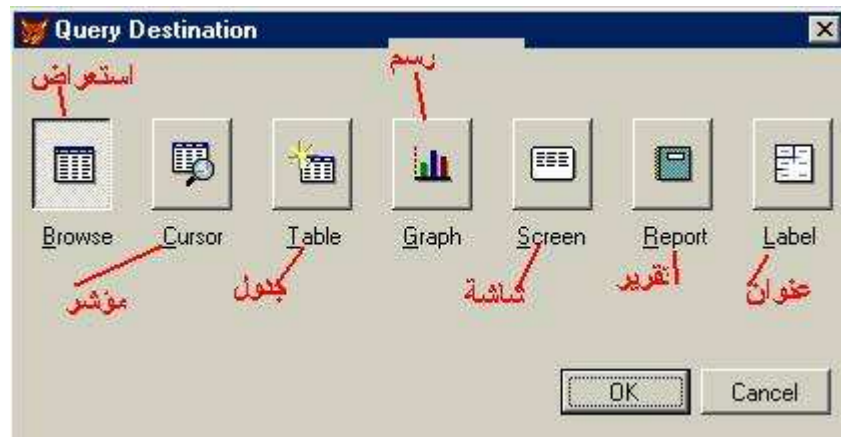 Query Destination
استعراض
رسم
Browse Cursor Table Graph Screen Report Label
مؤشر جدول شاشة تقرير عنوان
OK Cancel